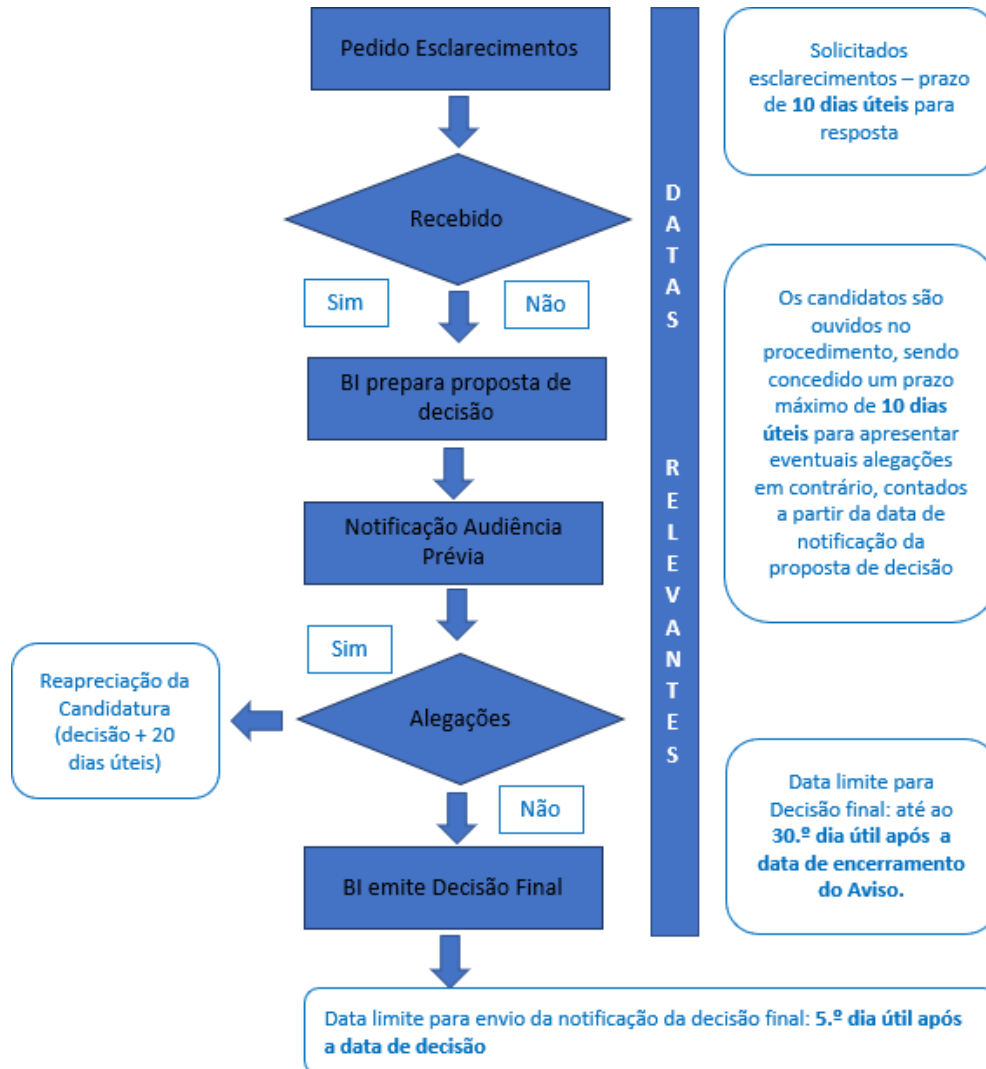 Pedido Esclarecimentos
Solicitados
esclarecimentos – prazo
de 10 dias úteis para
resposta
Recebido
Sim
Não
DATAS RELEVANTES
Os candidatos são
ouvidos no
procedimento, sendo
concedido um prazo
máximo de 10 dias
úteis para apresentar
eventuais alegações
em contrário, contados
a partir da data de
notificação da
proposta de decisão
BI prepara proposta de
decisão
Notificação Audiência
Prévia
Sim
Reapreciação da
Candidatura
(decisão + 20
dias úteis)
Alegações
Não
Data limite para
Decisão final: até ao
30.º dia útil após a
data de encerramento
do Aviso.
BI emite Decisão Final
Data limite para envio da notificação da decisão final: 5.º dia útil após
a data de decisão